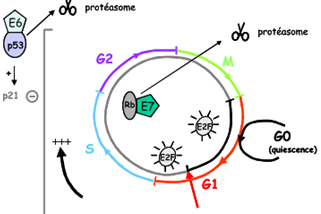 protéasome
E6
p53
+
p21 −
protéasome
G2
M
Rb E7
E2F
E2F
G0
(quiescence)
S
+++
G1